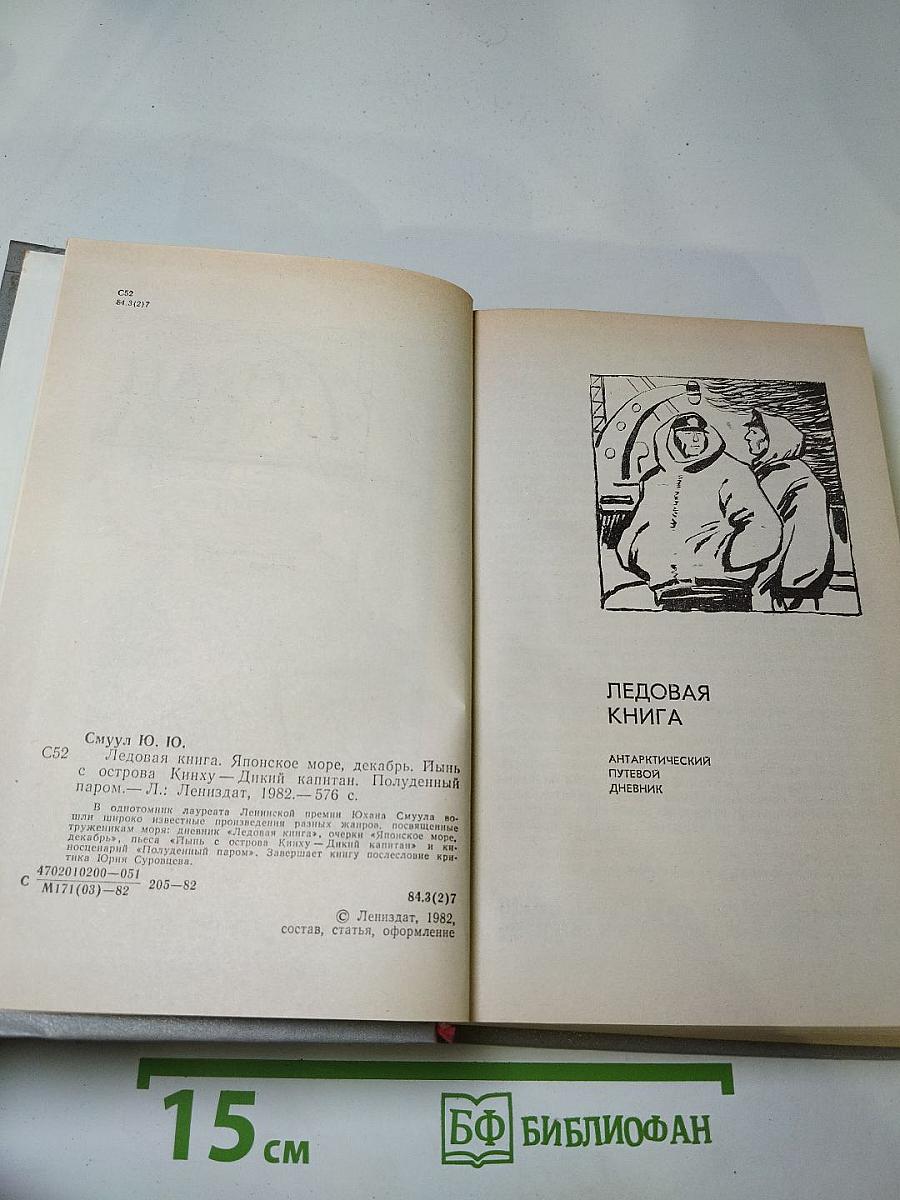 С52
84.3(2)7
Смуул Ю. Ю.
С52 Ледовая книга. Японское море, декабрь. Йынь
с острова Кинху — Дикий капитан. Полуденный
паром. — Л.: Лениздат, 1982. — 576 с.
В однотомник лауреата Ленинской премии Юхана Смуула во-
шли широко известные произведения разных жанров, посвященные
труженикам моря: дневник «Ледовая книга», очерки «Японское море,
декабрь», пьеса «Йынь с острова Кинху — Дикий капитан» и ки-
носценарий «Полуденный паром». Завершает книгу послесловие кри-
тика Юрия Суровцева.
4702010200—051
С М171(03)—82 205—82
84.3(2)7
© Лениздат, 1982,
состав, статья, оформление
ЛЕДОВАЯ
КНИГА
АНТАРКТИЧЕСКИЙ
ПУТЕВОЙ
ДНЕВНИК
15 см
БФ БИБЛИОФАН